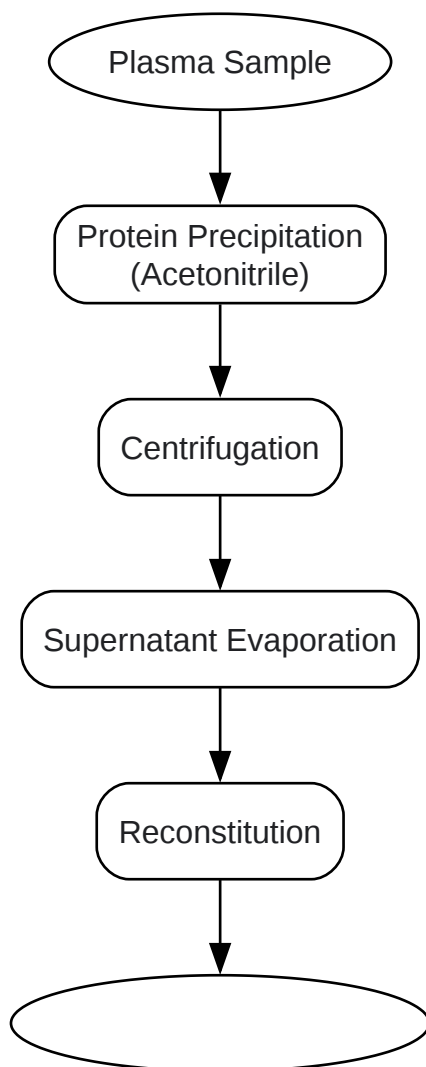 Plasma Sample
Protein Precipitation
(Acetonitrile)
Centrifugation
Supernatant Evaporation
Reconstitution